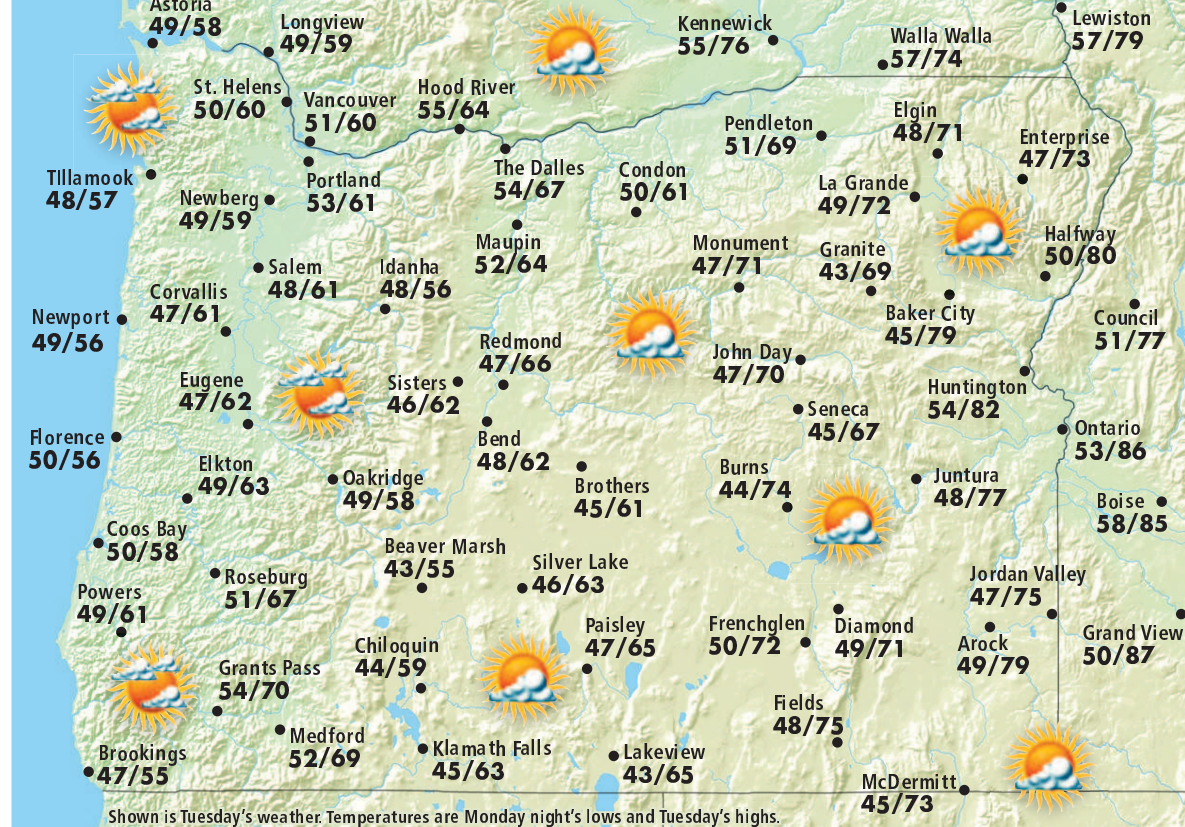 Astoria
49/58
Longview
49/59
Kennewick
55/76
Walla Walla
57/74
Lewiston
57/79
St. Helens
50/60
Vancouver
51/60
Hood River
55/64
Pendleton
51/69
Elgin
48/71
Enterprise
47/73
TIllamook
48/57
Newberg
49/59
Portland
53/61
The Dalles
54/67
Condon
50/61
La Grande
49/72
Maupin
52/64
Monument
47/71
Granite
43/69
Halfway
50/80
Salem
48/61
Idanha
48/56
Corvallis
47/61
Newport
49/56
Baker City
45/79
Council
51/77
Redmond
47/66
John Day
47/70
Eugene
47/62
Sisters
46/62
Huntington
54/82
Seneca
45/67
Florence
50/56
Bend
48/62
Ontario
53/86
Elkton
49/63
Oakridge
49/58
Brothers
45/61
Burns
44/74
Juntura
48/77
Boise
58/85
Coos Bay
50/58
Beaver Marsh
43/55
Silver Lake
46/63
Roseburg
51/67
Jordan Valley
47/75
Powers
49/61
Paisley
47/65
Frenchglen
50/72
Diamond
49/71
Arock
49/79
Grand View
50/87
Chiloquin
44/59
Grants Pass
54/70
Fields
48/75
Medford
52/69
Klamath Falls
45/63
Lakeview
43/65
Brookings
47/55
McDermitt
45/73
Shown is Tuesday's weather. Temperatures are Monday night's lows and Tuesday's highs.